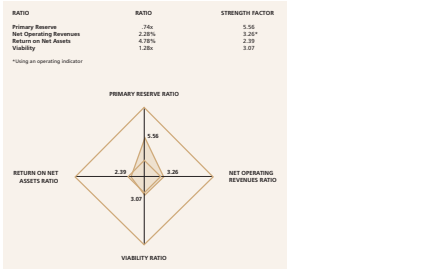 RATIO RATIO STRENGTH FACTOR
Primary Reserve .74x 5.56
Net Operating Revenues 2.28% 3.26*
Return on Net Assets 4.78% 2.39
Viability 1.28x 3.07
*Using an operating indicator
PRIMARY RESERVE RATIO
5.56
RETURN ON NET
ASSETS RATIO
2.39
3.26
NET OPERATING
REVENUES RATIO
3.07
VIABILITY RATIO